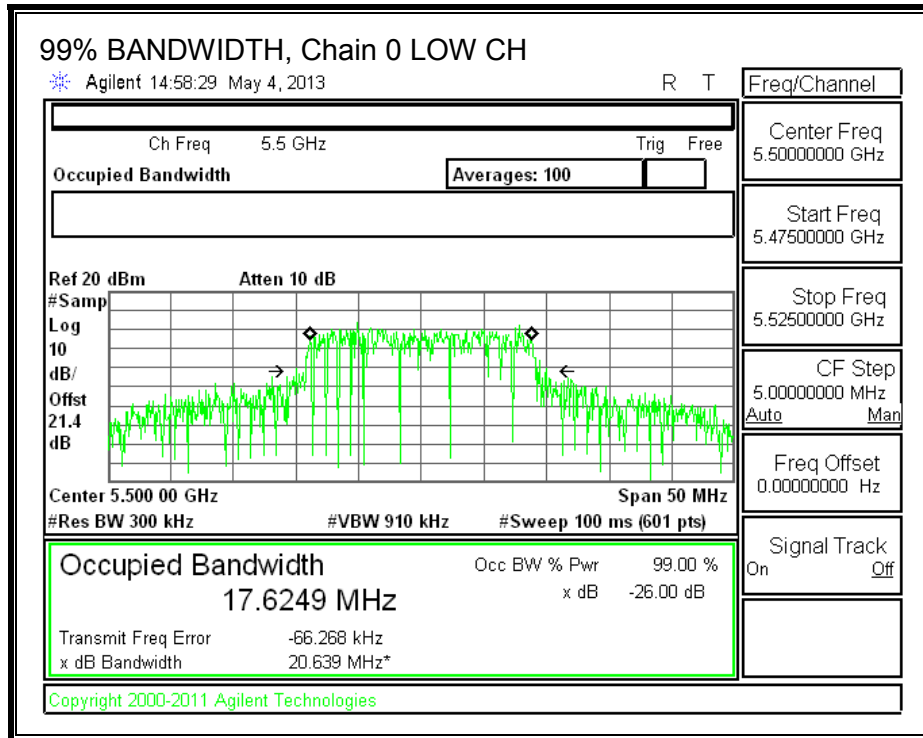 99% BANDWIDTH, Chain 0 LOW CH
Agilent 14:58:29 May 4, 2013 R T
Freq/Channel
Ch Freq 5.5 GHz Trig Free
Occupied Bandwidth Averages: 100
Center Freq
5.50000000 GHz
Start Freq
5.47500000 GHz
Stop Freq
5.52500000 GHz
CF Step
5.00000000 MHz
Auto Man
Freq Offset
0.00000000 Hz
Signal Track
On Off
Ref 20 dBm Atten 10 dB
#Samp
Log
10
dB/
Offst
21.4
dB
Center 5.500 00 GHz Span 50 MHz
#Res BW 300 kHz #VBW 910 kHz #Sweep 100 ms (601 pts)
Occupied Bandwidth Occ BW % Pwr 99.00 %
17.6249 MHz x dB -26.00 dB
Transmit Freq Error -66.268 kHz
x dB Bandwidth 20.639 MHz*
Copyright 2000-2011 Agilent Technologies